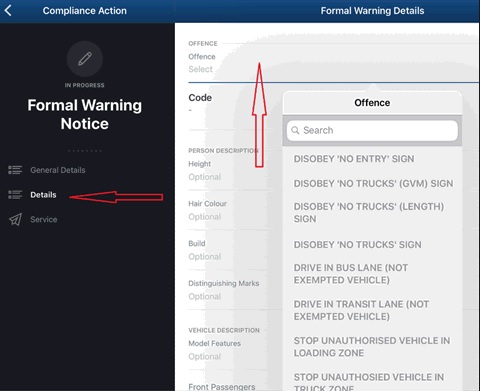 Compliance Action
IN PROGRESS
Formal Warning
Notice
General Details
Details
Service
Formal Warning Details
OFFENCE
Offence
Select
Code
-
PERSON DESCRIPTION
Height
Optional
Hair Colour
Optional
Build
Optional
Distinguishing Marks
Optional
VEHICLE DESCRIPTION
Model Features
Optional
Front Passengers
Offence
Search
DISOBEY 'NO ENTRY' SIGN
DISOBEY 'NO TRUCKS' (GVM) SIGN
DISOBEY 'NO TRUCKS' (LENGTH)
SIGN
DISOBEY 'NO TRUCKS' SIGN
DRIVE IN BUS LANE (NOT
EXEMPTED VEHICLE)
DRIVE IN TRANSIT LANE (NOT
EXEMPTED VEHICLE)
STOP UNAUTHORISED VEHICLE IN
LOADING ZONE
STOP UNAUTHOSIED VEHICLE IN
TRUCK ZONE